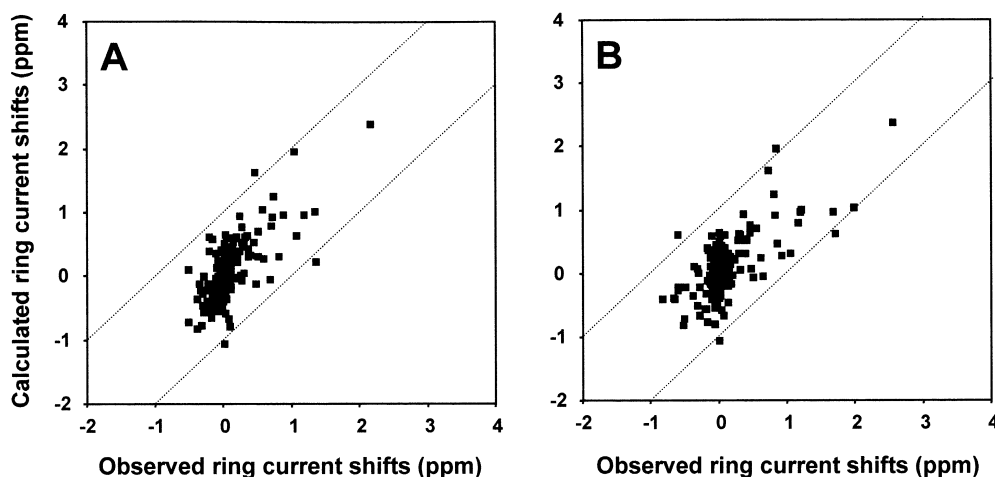 A
B
Calculated ring current shifts (ppm)
4
3
2
1
0
-1
-2
-2 -1 0 1 2 3 4
Observed ring current shifts (ppm)
4
3
2
1
0
-1
-2
-2 -1 0 1 2 3 4
Observed ring current shifts (ppm)